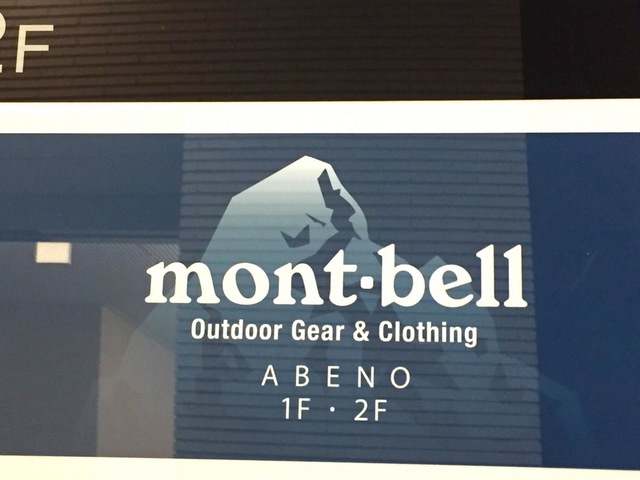 2F
mont·bell
Outdoor Gear & Clothing
ABENO
1F · 2F